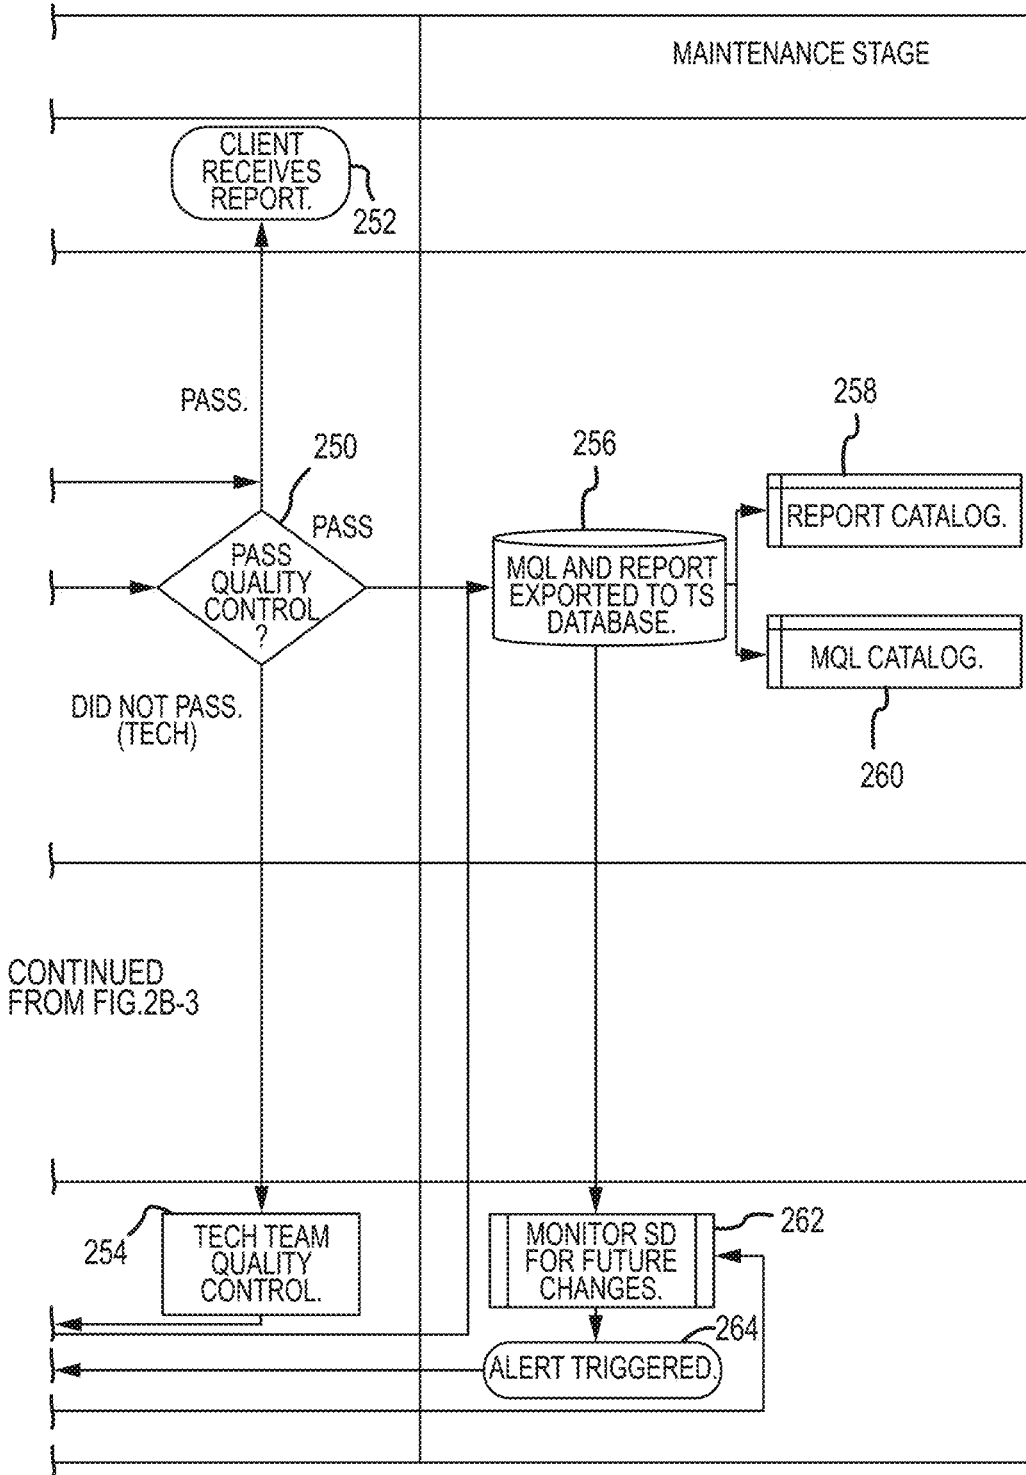 MAINTENANCE STAGE
CLIENT
RECEIVES
REPORT.
252
PASS.
258
250
256
PASS
REPORT CATALOG.
PASS
QUALITY
CONTROL
?
MQL AND REPORT
EXPORTED TO TS
DATABASE.
MQL CATALOG.
DID NOT PASS.
(TECH)
260
CONTINUED
FROM FIG.2B-3
254
TECH TEAM
QUALITY
CONTROL.
MONITOR SD
FOR FUTURE
CHANGES.
262
264
ALERT TRIGGERED.